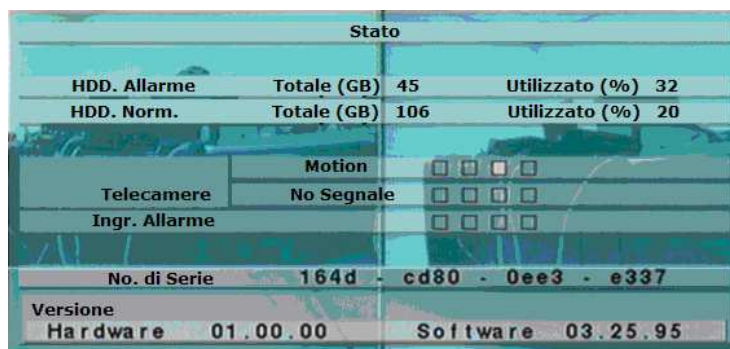 Stato
HDD. Allarme Totale (GB) 45 Utilizzato (%) 32
HDD. Norm. Totale (GB) 106 Utilizzato (%) 20
Motion
Telecamere No Segnale
Ingr. Allarme
No. di Serie 164d - cd80 - 0ee3 - e337
Versione
Hardware 01.00.00 Software 03.25.95